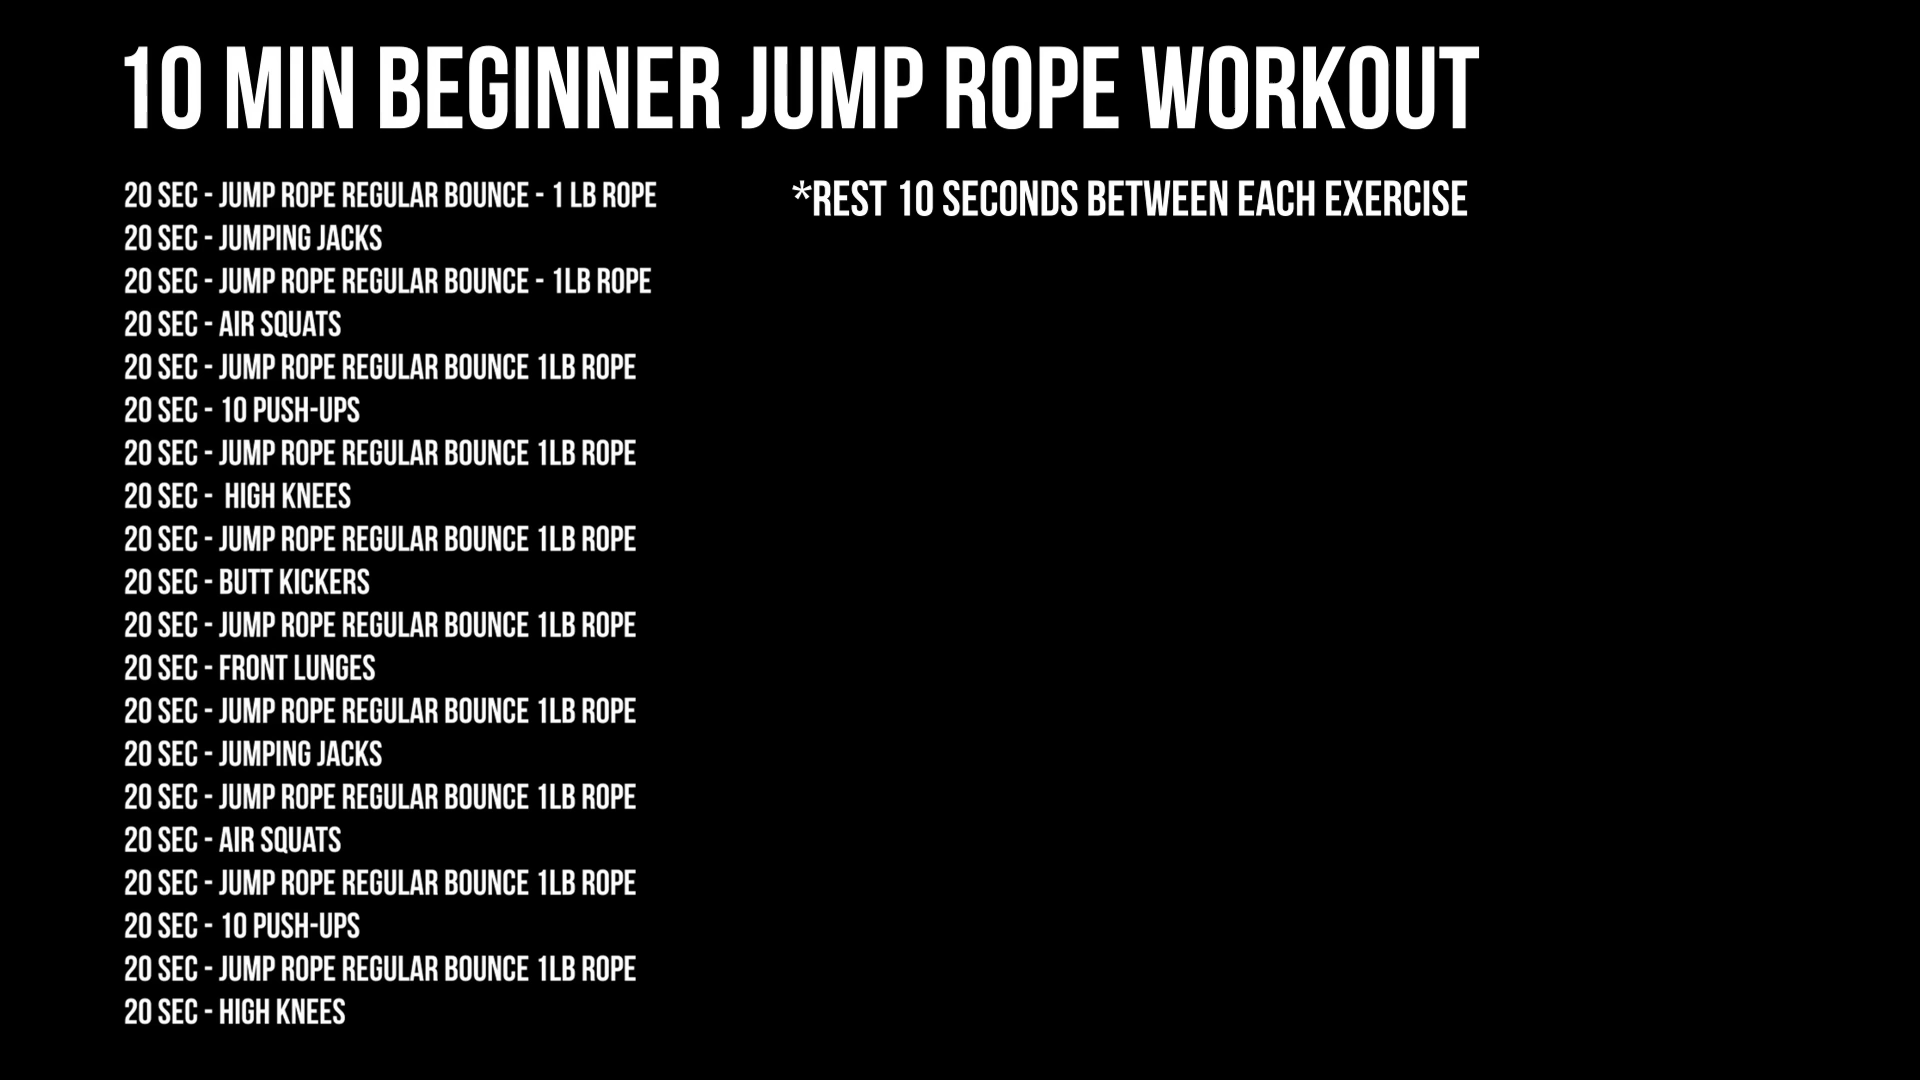 10 MIN BEGINNER JUMP ROPE WORKOUT
20 SEC - JUMP ROPE REGULAR BOUNCE - 1 LB ROPE
*REST 10 SECONDS BETWEEN EACH EXERCISE
20 SEC - JUMPING JACKS
20 SEC - JUMP ROPE REGULAR BOUNCE - 1LB ROPE
20 SEC - AIR SQUATS
20 SEC - JUMP ROPE REGULAR BOUNCE 1LB ROPE
20 SEC - 10 PUSH-UPS
20 SEC - JUMP ROPE REGULAR BOUNCE 1LB ROPE
20 SEC -  HIGH KNEES
20 SEC - JUMP ROPE REGULAR BOUNCE 1LB ROPE
20 SEC - BUTT KICKERS
20 SEC - JUMP ROPE REGULAR BOUNCE 1LB ROPE
20 SEC - FRONT LUNGES
20 SEC - JUMP ROPE REGULAR BOUNCE 1LB ROPE
20 SEC - JUMPING JACKS
20 SEC - JUMP ROPE REGULAR BOUNCE 1LB ROPE
20 SEC - AIR SQUATS
20 SEC - JUMP ROPE REGULAR BOUNCE 1LB ROPE
20 SEC - 10 PUSH-UPS
20 SEC - JUMP ROPE REGULAR BOUNCE 1LB ROPE
20 SEC - HIGH KNEES